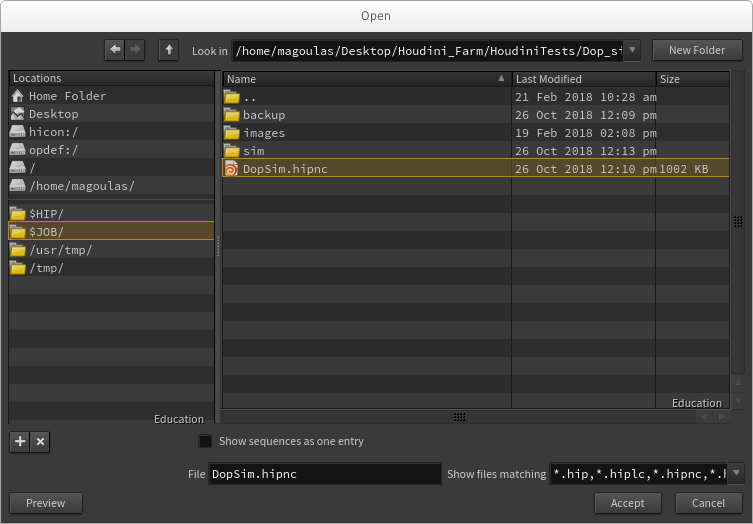 Open
Look in /home/magoulas/Desktop/Houdini_Farm/HoudiniTests/Dop_si New Folder
Locations
Home Folder
Desktop
hicon:/
opdef:/
/
/home/magoulas/
$HIP/
$JOB/
/usr/tmp/
/tmp/
Education
Name Last Modified Size
.. 21 Feb 2018 10:28 am
backup 26 Oct 2018 12:09 pm
images 19 Feb 2018 02:08 pm
sim 26 Oct 2018 12:13 pm
DopSim.hipnc 26 Oct 2018 12:10 pm 1002 KB
Education
Show sequences as one entry
File DopSim.hipnc Show files matching *.hip,*.hiplc,*.hipnc,*.h
Preview Accept Cancel